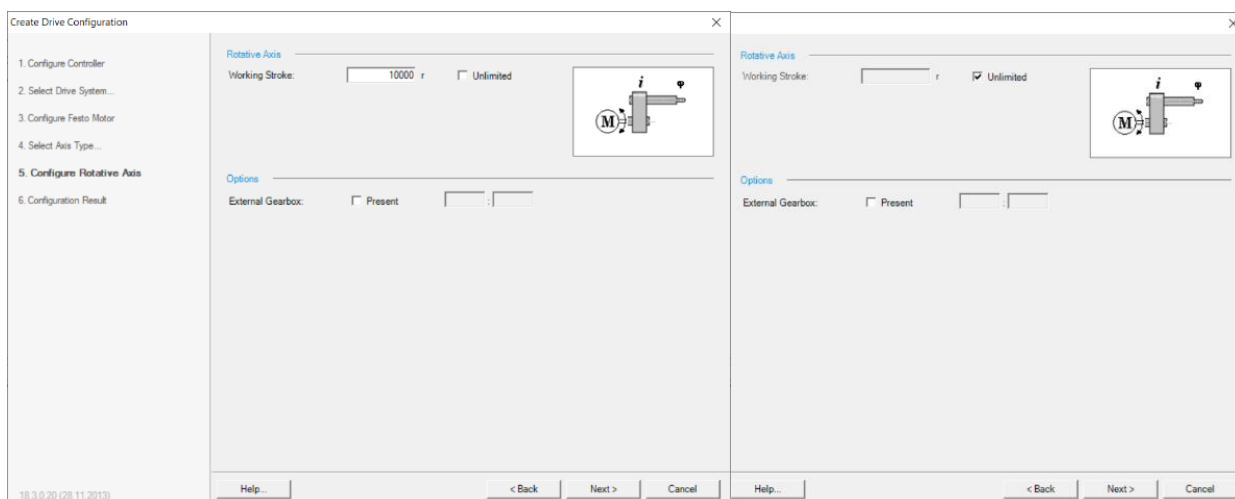 Create Drive Configuration
1. Configure Controller
2. Select Drive System...
3. Configure Festo Motor
4. Select Axis Type...
5. Configure Rotative Axis
6. Configuration Result
18.3.0.20 (28.11.2013)
Rotative Axis
Working Stroke: 10000 r Unlimited
i φ
M
Options
External Gearbox: Present :
Help... < Back Next > Cancel
Rotative Axis
Working Stroke: r Unlimited
i φ
M
Options
External Gearbox: Present :
Help... < Back Next > Cancel